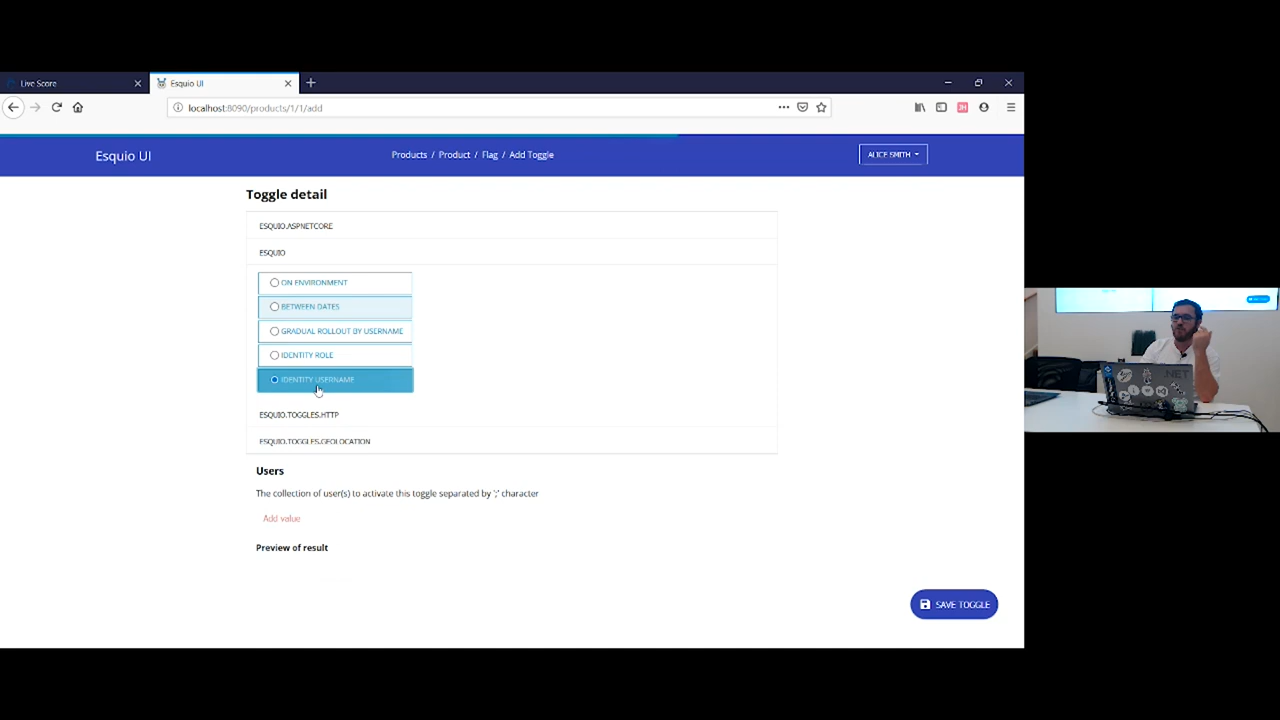 Live Score
Esquio UI
localhost:8090/products/1/1/add
Esquio UI
Products / Product / Flag / Add Toggle
ALICE SMITH
Toggle detail
ESQUIO.ASPNETCORE
ESQUIO
ON ENVIRONMENT
BETWEEN DATES
GRADUAL ROLLOUT BY USERNAME
IDENTITY ROLE
IDENTITY USERNAME
ESQUIO.TOGGLES.HTTP
ESQUIO.TOGGLES.GEOLOCATION
Users
The collection of user(s) to activate this toggle separated by ';' character
Add value
Preview of result
SAVE TOGGLE
.NET